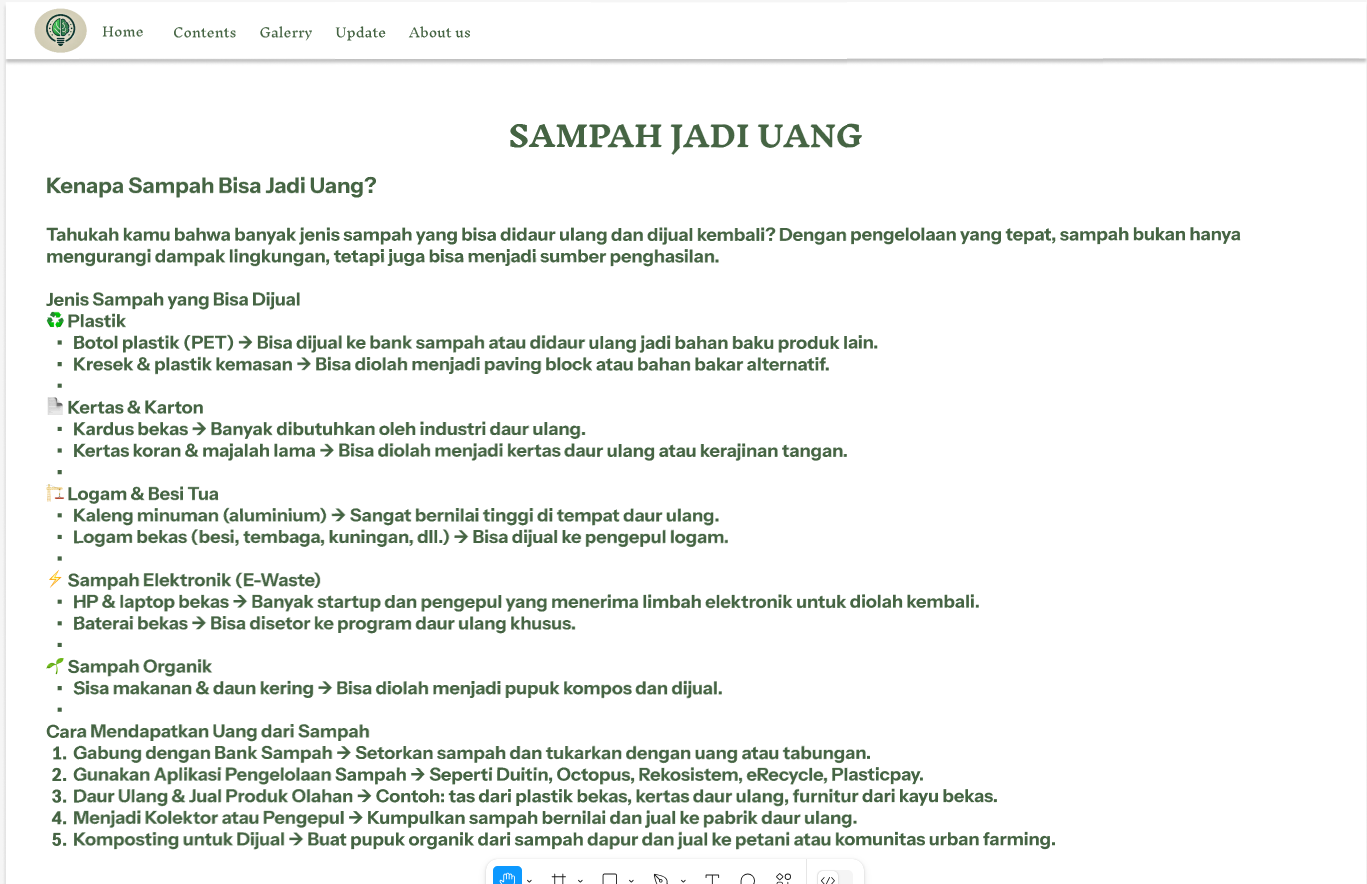 Home Contents Galerry Update About us
SAMPAH JADI UANG
Kenapa Sampah Bisa Jadi Uang?
Tahukah kamu bahwa banyak jenis sampah yang bisa didaur ulang dan dijual kembali? Dengan pengelolaan yang tepat, sampah bukan hanya
mengurangi dampak lingkungan, tetapi juga bisa menjadi sumber penghasilan.
Jenis Sampah yang Bisa Dijual
♻️ Plastik
▪ Botol plastik (PET) → Bisa dijual ke bank sampah atau didaur ulang jadi bahan baku produk lain.
▪ Kresek & plastik kemasan → Bisa diolah menjadi paving block atau bahan bakar alternatif.
▪
📄 Kertas & Karton
▪ Kardus bekas → Banyak dibutuhkan oleh industri daur ulang.
▪ Kertas koran & majalah lama → Bisa diolah menjadi kertas daur ulang atau kerajinan tangan.
▪
🏗️ Logam & Besi Tua
▪ Kaleng minuman (aluminium) → Sangat bernilai tinggi di tempat daur ulang.
▪ Logam bekas (besi, tembaga, kuningan, dll.) → Bisa dijual ke pengepul logam.
▪
⚡ Sampah Elektronik (E-Waste)
▪ HP & laptop bekas → Banyak startup dan pengepul yang menerima limbah elektronik untuk diolah kembali.
▪ Baterai bekas → Bisa disetor ke program daur ulang khusus.
▪
🌱 Sampah Organik
▪ Sisa makanan & daun kering → Bisa diolah menjadi pupuk kompos dan dijual.
▪
Cara Mendapatkan Uang dari Sampah
1. Gabung dengan Bank Sampah → Setorkan sampah dan tukarkan dengan uang atau tabungan.
2. Gunakan Aplikasi Pengelolaan Sampah → Seperti Duitin, Octopus, Rekosistem, eRecycle, Plasticpay.
3. Daur Ulang & Jual Produk Olahan → Contoh: tas dari plastik bekas, kertas daur ulang, furnitur dari kayu bekas.
4. Menjadi Kolektor atau Pengepul → Kumpulkan sampah bernilai dan jual ke pabrik daur ulang.
5. Komposting untuk Dijual → Buat pupuk organik dari sampah dapur dan jual ke petani atau komunitas urban farming.